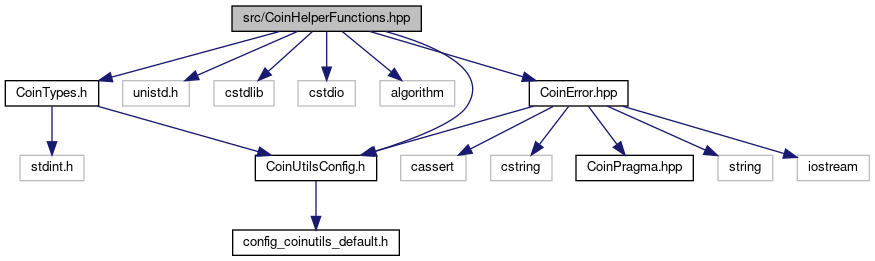 src/CoinHelperFunctions.hpp
CoinTypes.h
unistd.h
cstdlib
cstdio
algorithm
CoinError.hpp
stdint.h
CoinUtilsConfig.h
cassert
cstring
CoinPragma.hpp
string
iostream
config_coinutils_default.h